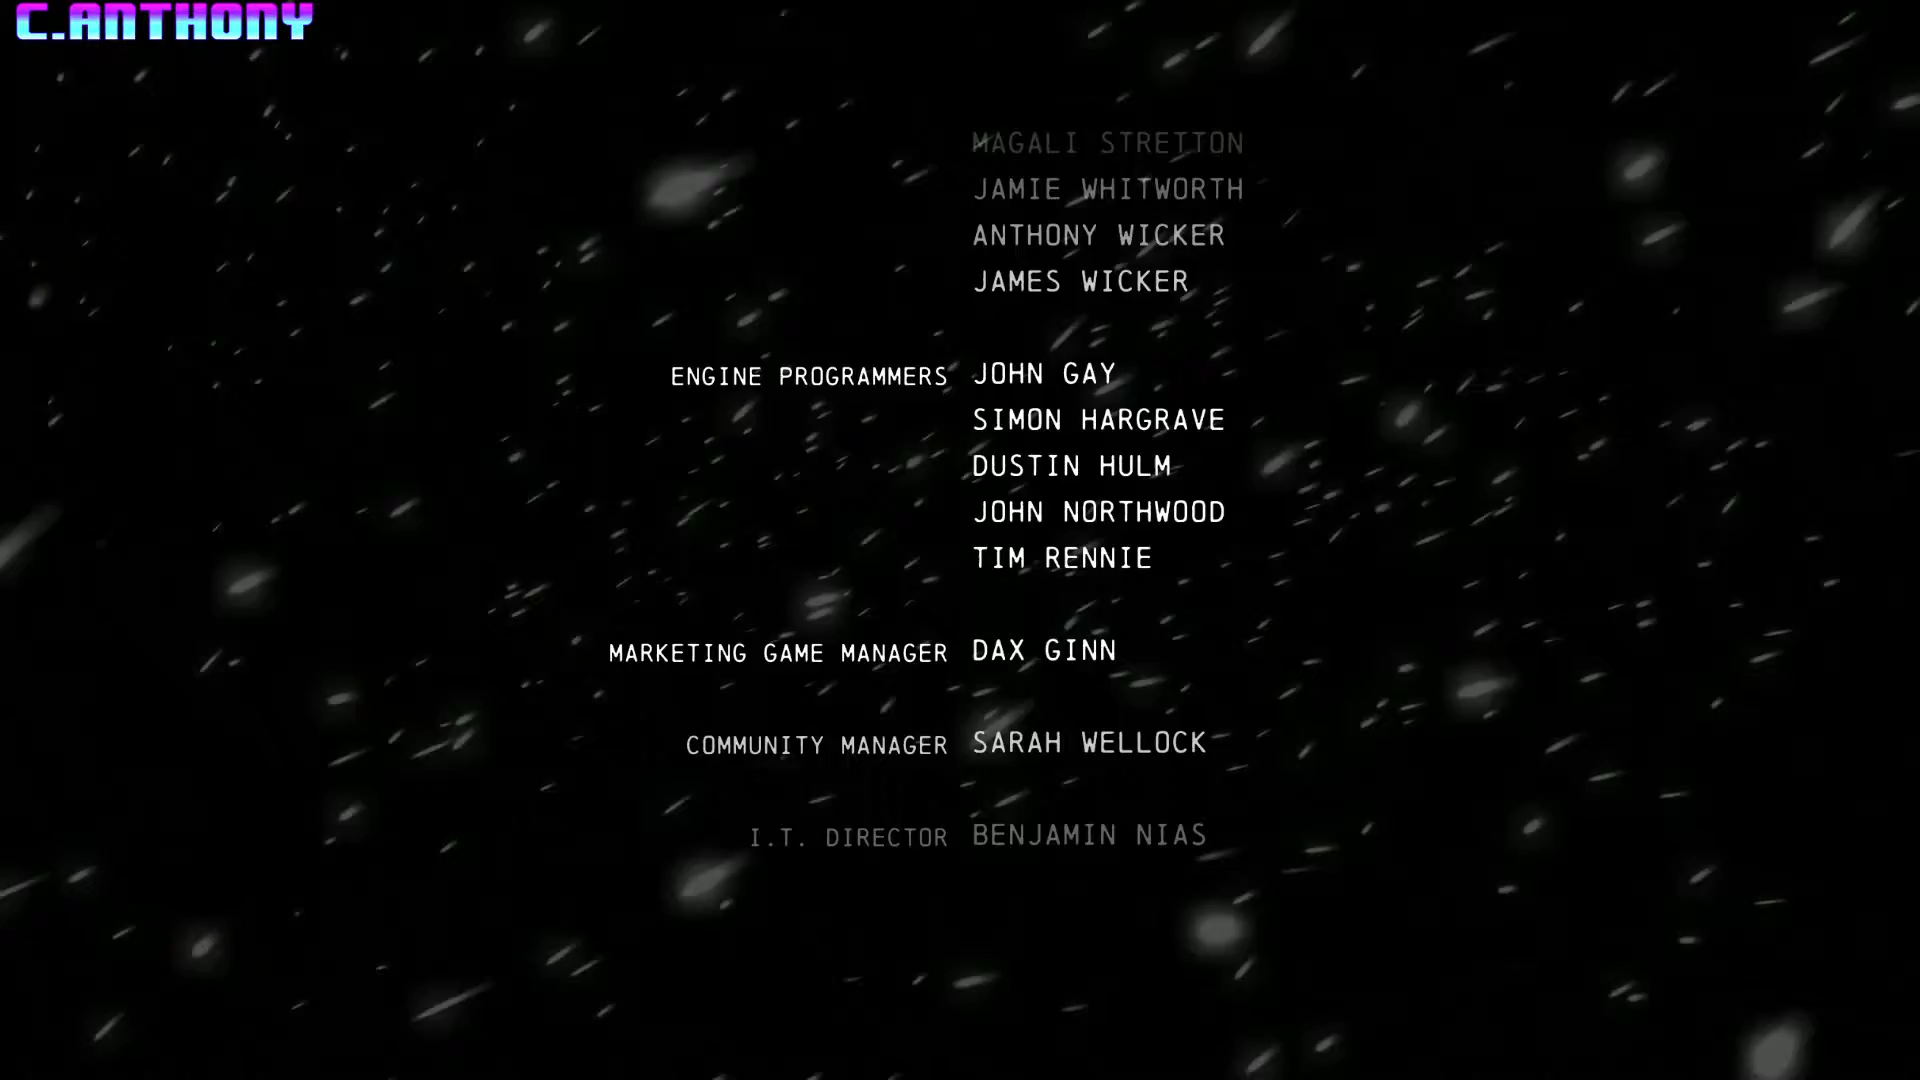 C.ANTHONY
MAGALI STRETTON
JAMIE WHITWORTH
ANTHONY WICKER
JAMES WICKER
ENGINE PROGRAMMERS JOHN GAY
SIMON HARGRAVE
DUSTIN HULM
JOHN NORTHWOOD
TIM RENNIE
MARKETING GAME MANAGER DAX GINN
COMMUNITY MANAGER SARAH WELLOCK
I.T. DIRECTOR BENJAMIN NIAS